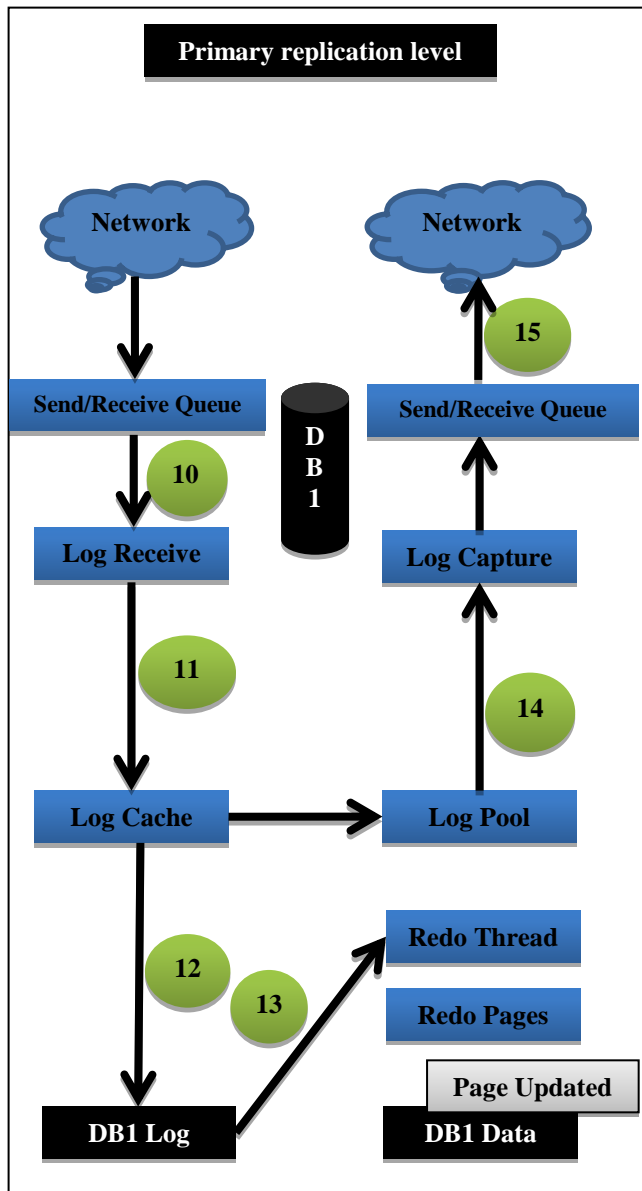 Primary replication level
Network
Network
15
Send/Receive Queue
Send/Receive Queue
D
B
1
10
Log Receive
Log Capture
11
14
Log Cache
Log Pool
Redo Thread
12
13
Redo Pages
Page Updated
DB1 Log
DB1 Data